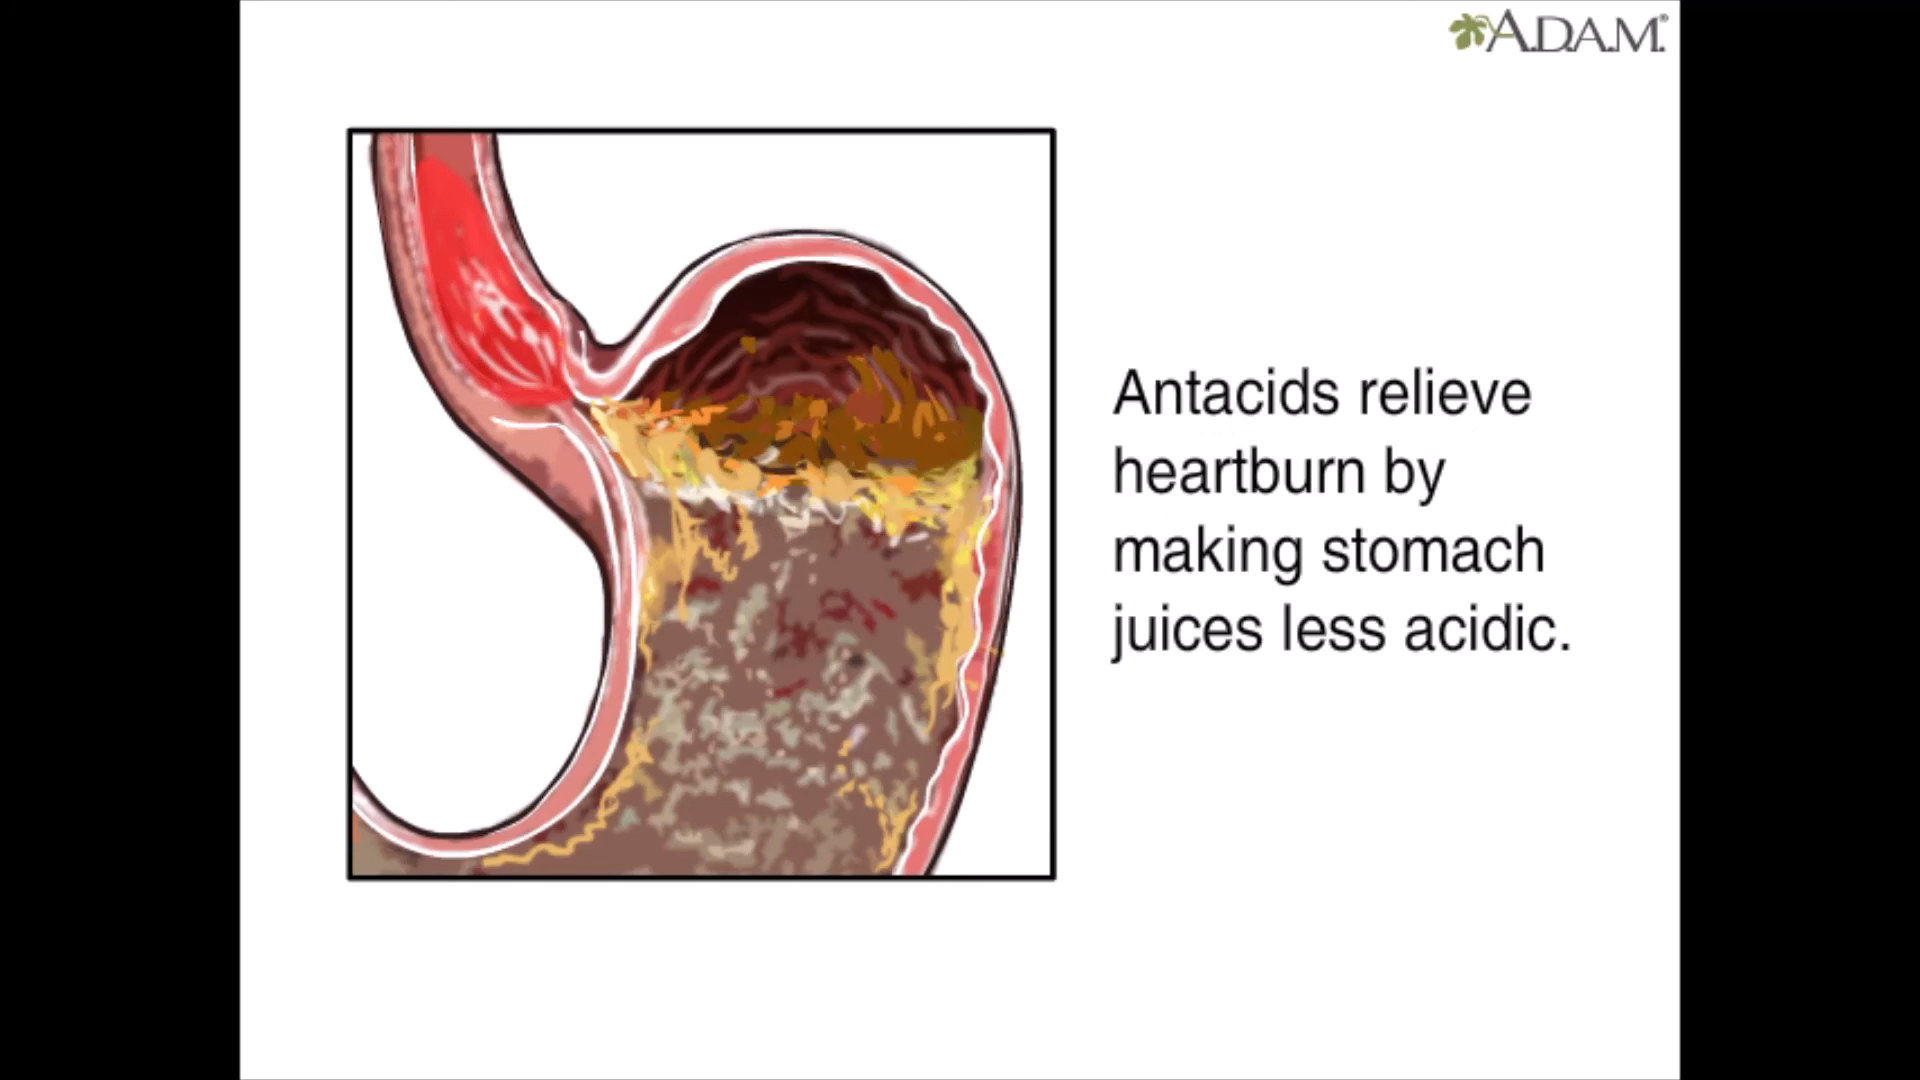 A.D.A.M.®
Antacids relieve
heartburn by
making stomach
juices less acidic.